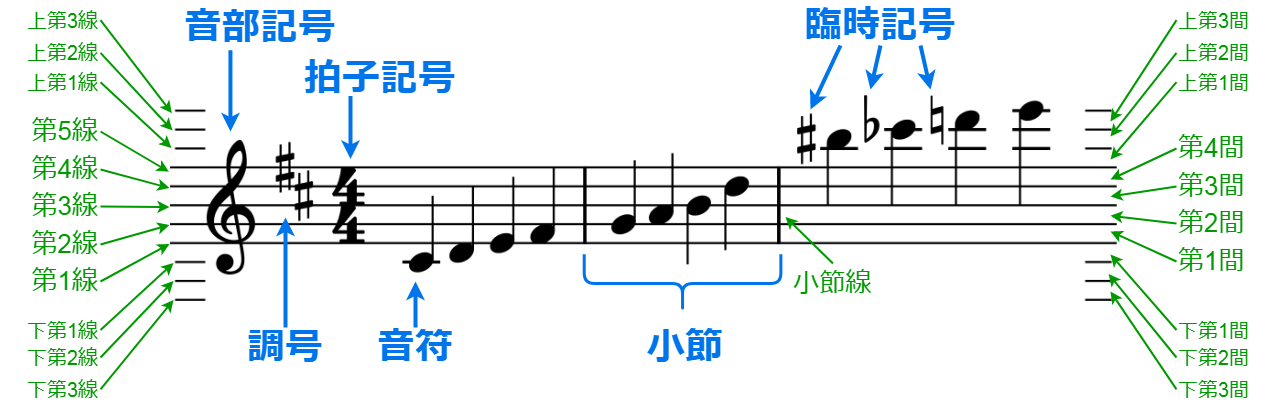 上第3線
上第2線
上第1線
第5線
第4線
第3線
第2線
第1線
下第1線
下第2線
下第3線
音部記号
拍子記号
臨時記号
4
4
調号
音符
小節
小節線
上第3間
上第2間
上第1間
第4間
第3間
第2間
第1間
下第1間
下第2間
下第3間